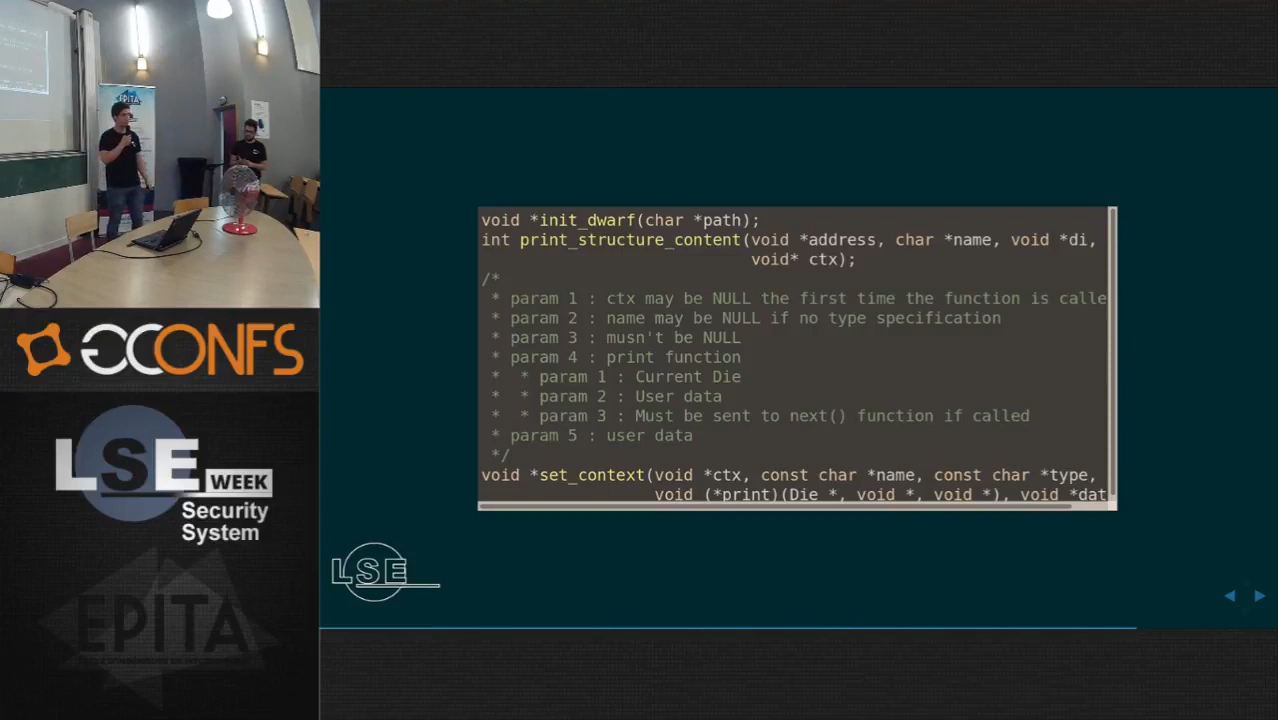 EPITA
void *init_dwarf(char *path);
int print_structure_content(void *address, char *name, void *di,
void* ctx);
/*
* param 1 : ctx may be NULL the first time the function is calle
* param 2 : name may be NULL if no type specification
* param 3 : musn't be NULL
* param 4 : print function
* * param 1 : Current Die
* * param 2 : User data
* * param 3 : Must be sent to next() function if called
* param 5 : user data
*/
void *set_context(void *ctx, const char *name, const char *type,
void (*print)(Die *, void *, void *), void *dat
GCONFS
LSE WEEK
Security
System
LSE
EPITA